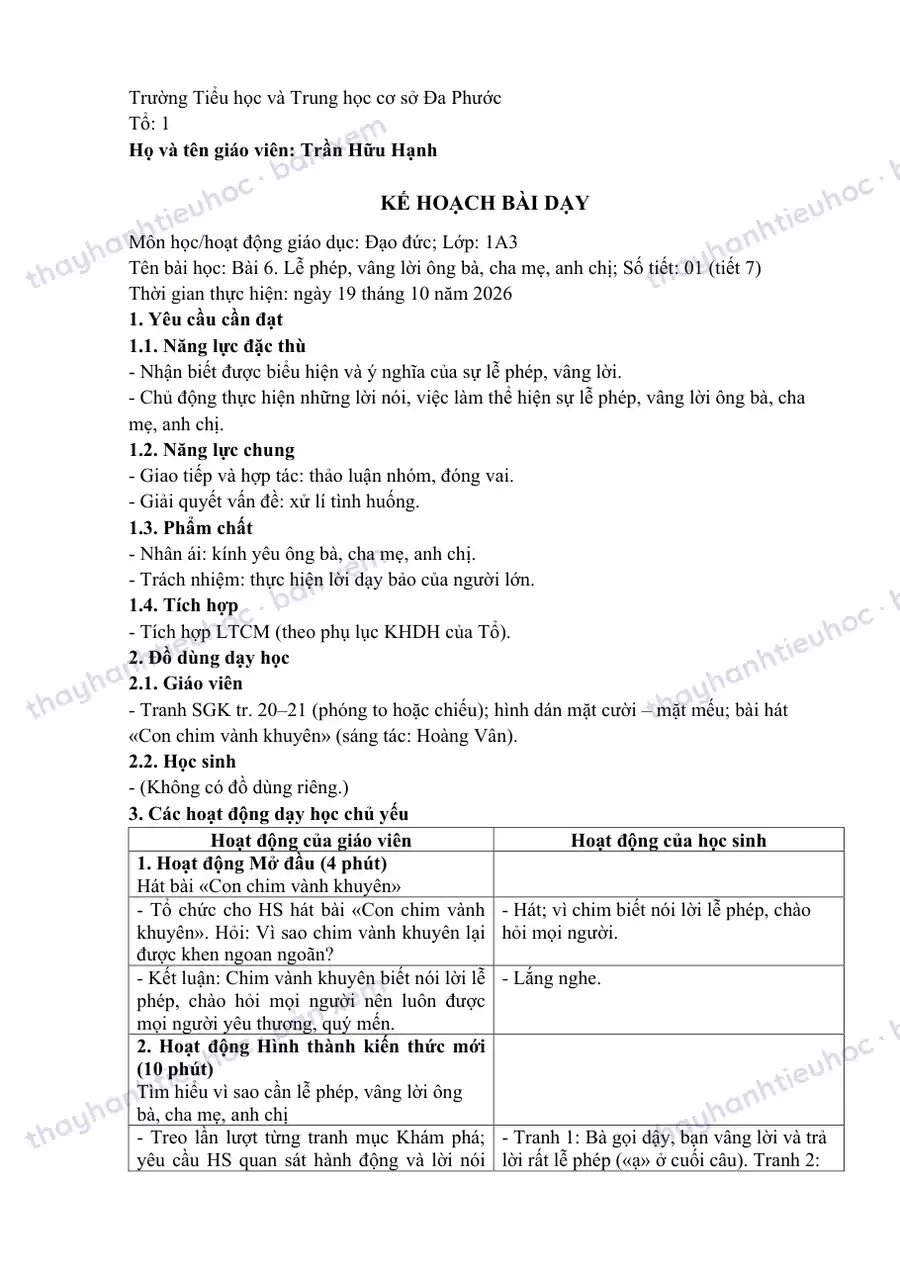 Trường Tiểu học và Trung học cơ sở Đa Phước
Tổ: 1
Họ và tên giáo viên: Trần Hữu Hạnh
KẾ HOẠCH BÀI DẠY
Môn học/hoạt động giáo dục: Đạo đức; Lớp: 1A3
Tên bài học: Bài 6. Lễ phép, vâng lời ông bà, cha mẹ, anh chị; Số tiết: 01 (tiết 7)
Thời gian thực hiện: ngày 19 tháng 10 năm 2026
1. Yêu cầu cần đạt
1.1. Năng lực đặc thù
- Nhận biết được biểu hiện và ý nghĩa của sự lễ phép, vâng lời.
- Chủ động thực hiện những lời nói, việc làm thể hiện sự lễ phép, vâng lời ông bà, cha
mẹ, anh chị.
1.2. Năng lực chung
- Giao tiếp và hợp tác: thảo luận nhóm, đóng vai.
- Giải quyết vấn đề: xử lí tình huống.
1.3. Phẩm chất
- Nhân ái: kính yêu ông bà, cha mẹ, anh chị.
- Trách nhiệm: thực hiện lời dạy bảo của người lớn.
1.4. Tích hợp
- Tích hợp LTCM (theo phụ lục KHDH của Tổ).
2. Đồ dùng dạy học
2.1. Giáo viên
- Tranh SGK tr. 20–21 (phóng to hoặc chiếu); hình dán mặt cười – mặt mếu; bài hát
«Con chim vành khuyên» (sáng tác: Hoàng Vân).
2.2. Học sinh
- (Không có đồ dùng riêng.)
3. Các hoạt động dạy học chủ yếu
Hoạt động của giáo viên
Hoạt động của học sinh
1. Hoạt động Mở đầu (4 phút)
Hát bài «Con chim vành khuyên»
- Tổ chức cho HS hát bài «Con chim vành
khuyên». Hỏi: Vì sao chim vành khuyên lại
được khen ngoan ngoãn?
- Hát; vì chim biết nói lời lễ phép, chào
hỏi mọi người.
- Kết luận: Chim vành khuyên biết nói lời lễ
phép, chào hỏi mọi người nên luôn được
mọi người yêu thương, quý mến.
- Lắng nghe.
2. Hoạt động Hình thành kiến thức mới
(10 phút)
Tìm hiểu vì sao cần lễ phép, vâng lời ông
bà, cha mẹ, anh chị
- Treo lần lượt từng tranh mục Khám phá;
yêu cầu HS quan sát hành động và lời nói
- Tranh 1: Bà gọi dậy, bạn vâng lời và trả
lời rất lễ phép («ạ» ở cuối câu). Tranh 2:
thayhanhtieuhoc · bản xem
thayhanhtieuhoc · b
thayhanhtieuhoc · bản xem
thayhanhtieuhoc · b
thayhanhtieuhoc · bản xem
thayhanhtieuhoc · b